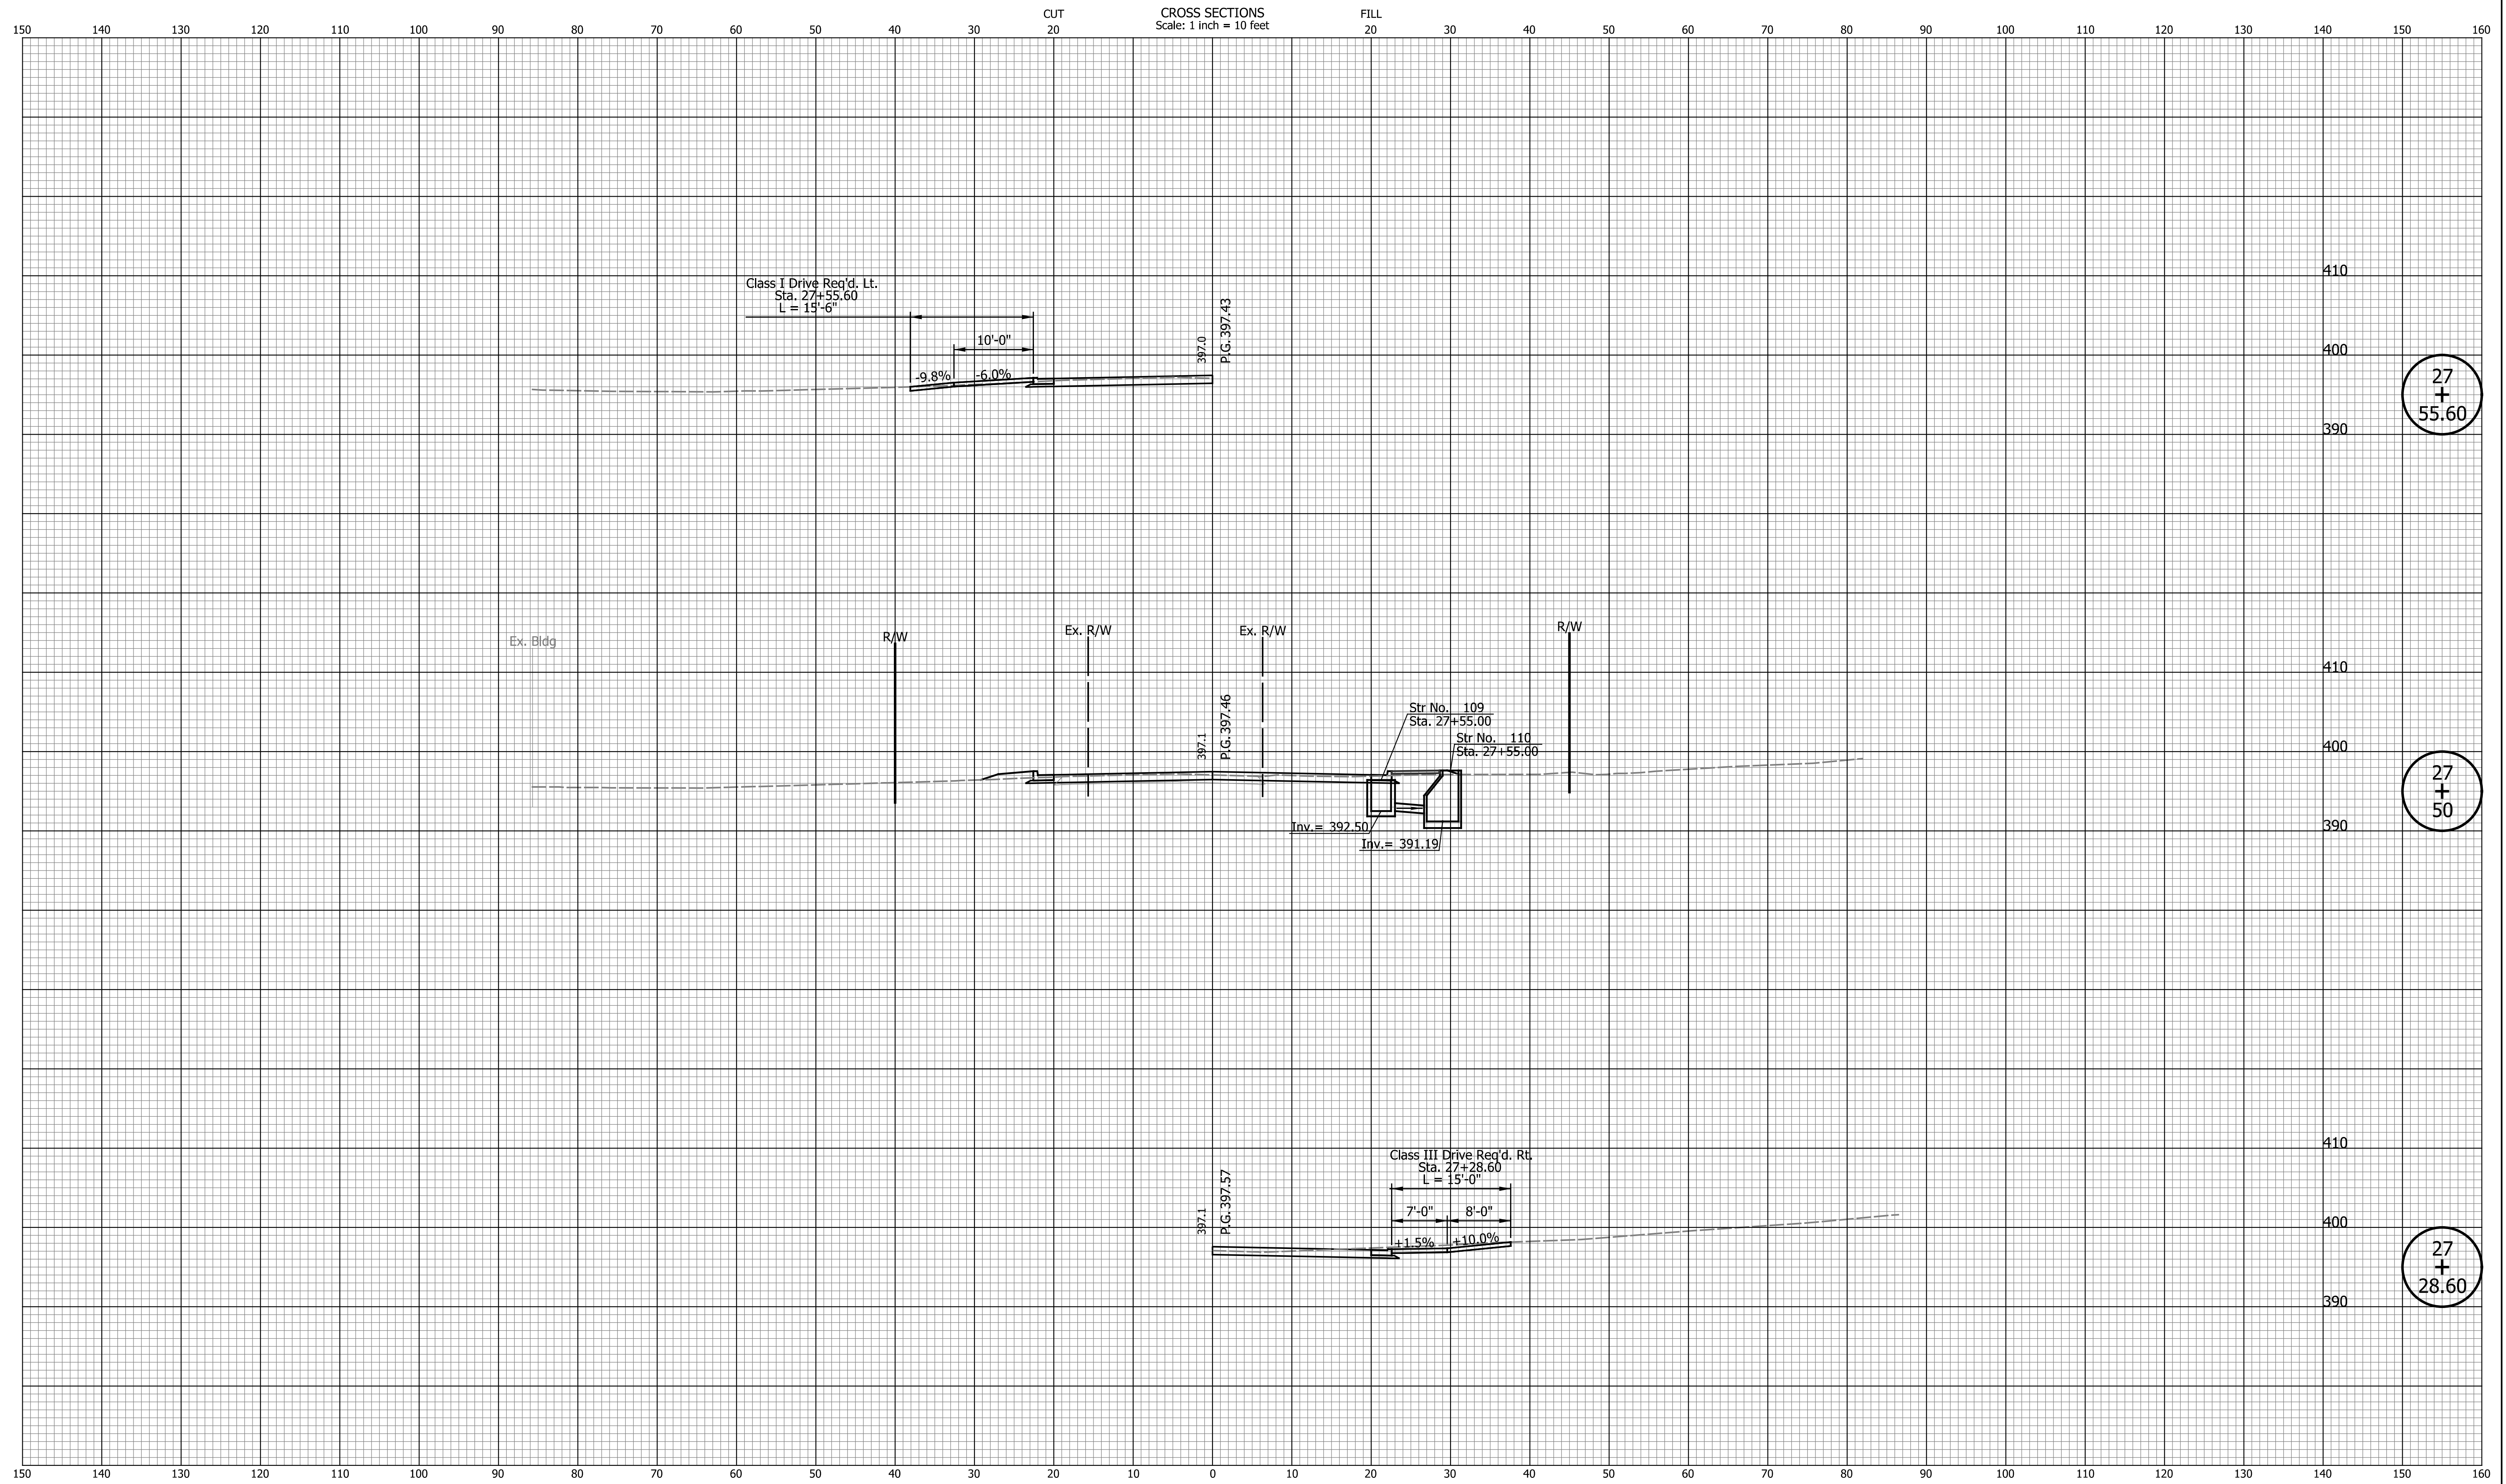 CUT CROSS SECTIONS FILL
Scale: 1 inch = 10 feet
150 140 130 120 110 100 90 80 70 60 50 40 30 20 20 30 40 50 60 70 80 90 100 110 120 130 140 150 160
Class I Drive Req'd. Lt.
Sta. 27+55.60
L = 15'-6"
10'-0"
-9.8%
-6.0%
397.0
P.G. 397.43
410
400
390
27
+
55.60
Ex. Bldg
R/W
Ex. R/W
Ex. R/W
R/W
397.1
P.G. 397.46
Str No. 109
Sta. 27+55.00
Str No. 110
Sta. 27+55.00
Inv.= 392.50
Inv.= 391.19
410
400
390
27
+
50
Class III Drive Req'd. Rt.
Sta. 27+28.60
L = 15'-0"
7'-0"
8'-0"
+1.5%
+10.0%
397.1
P.G. 397.57
410
400
390
27
+
28.60
150 140 130 120 110 100 90 80 70 60 50 40 30 20 10 0 10 20 30 40 50 60 70 80 90 100 110 120 130 140 150 160